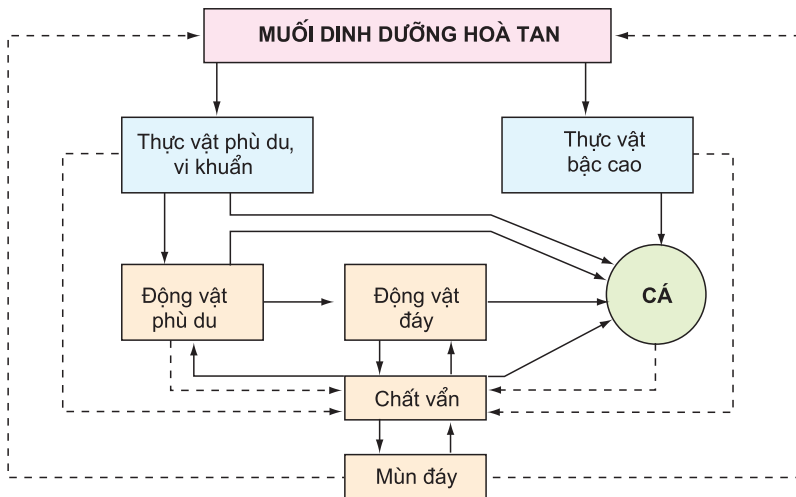 MUỐI DINH DƯỠNG HOÀ TAN
Thực vật phù du,
vi khuẩn
Thực vật
bậc cao
Động vật
phù du
Động vật
đáy
CÁ
Chất vẩn
Mùn đáy